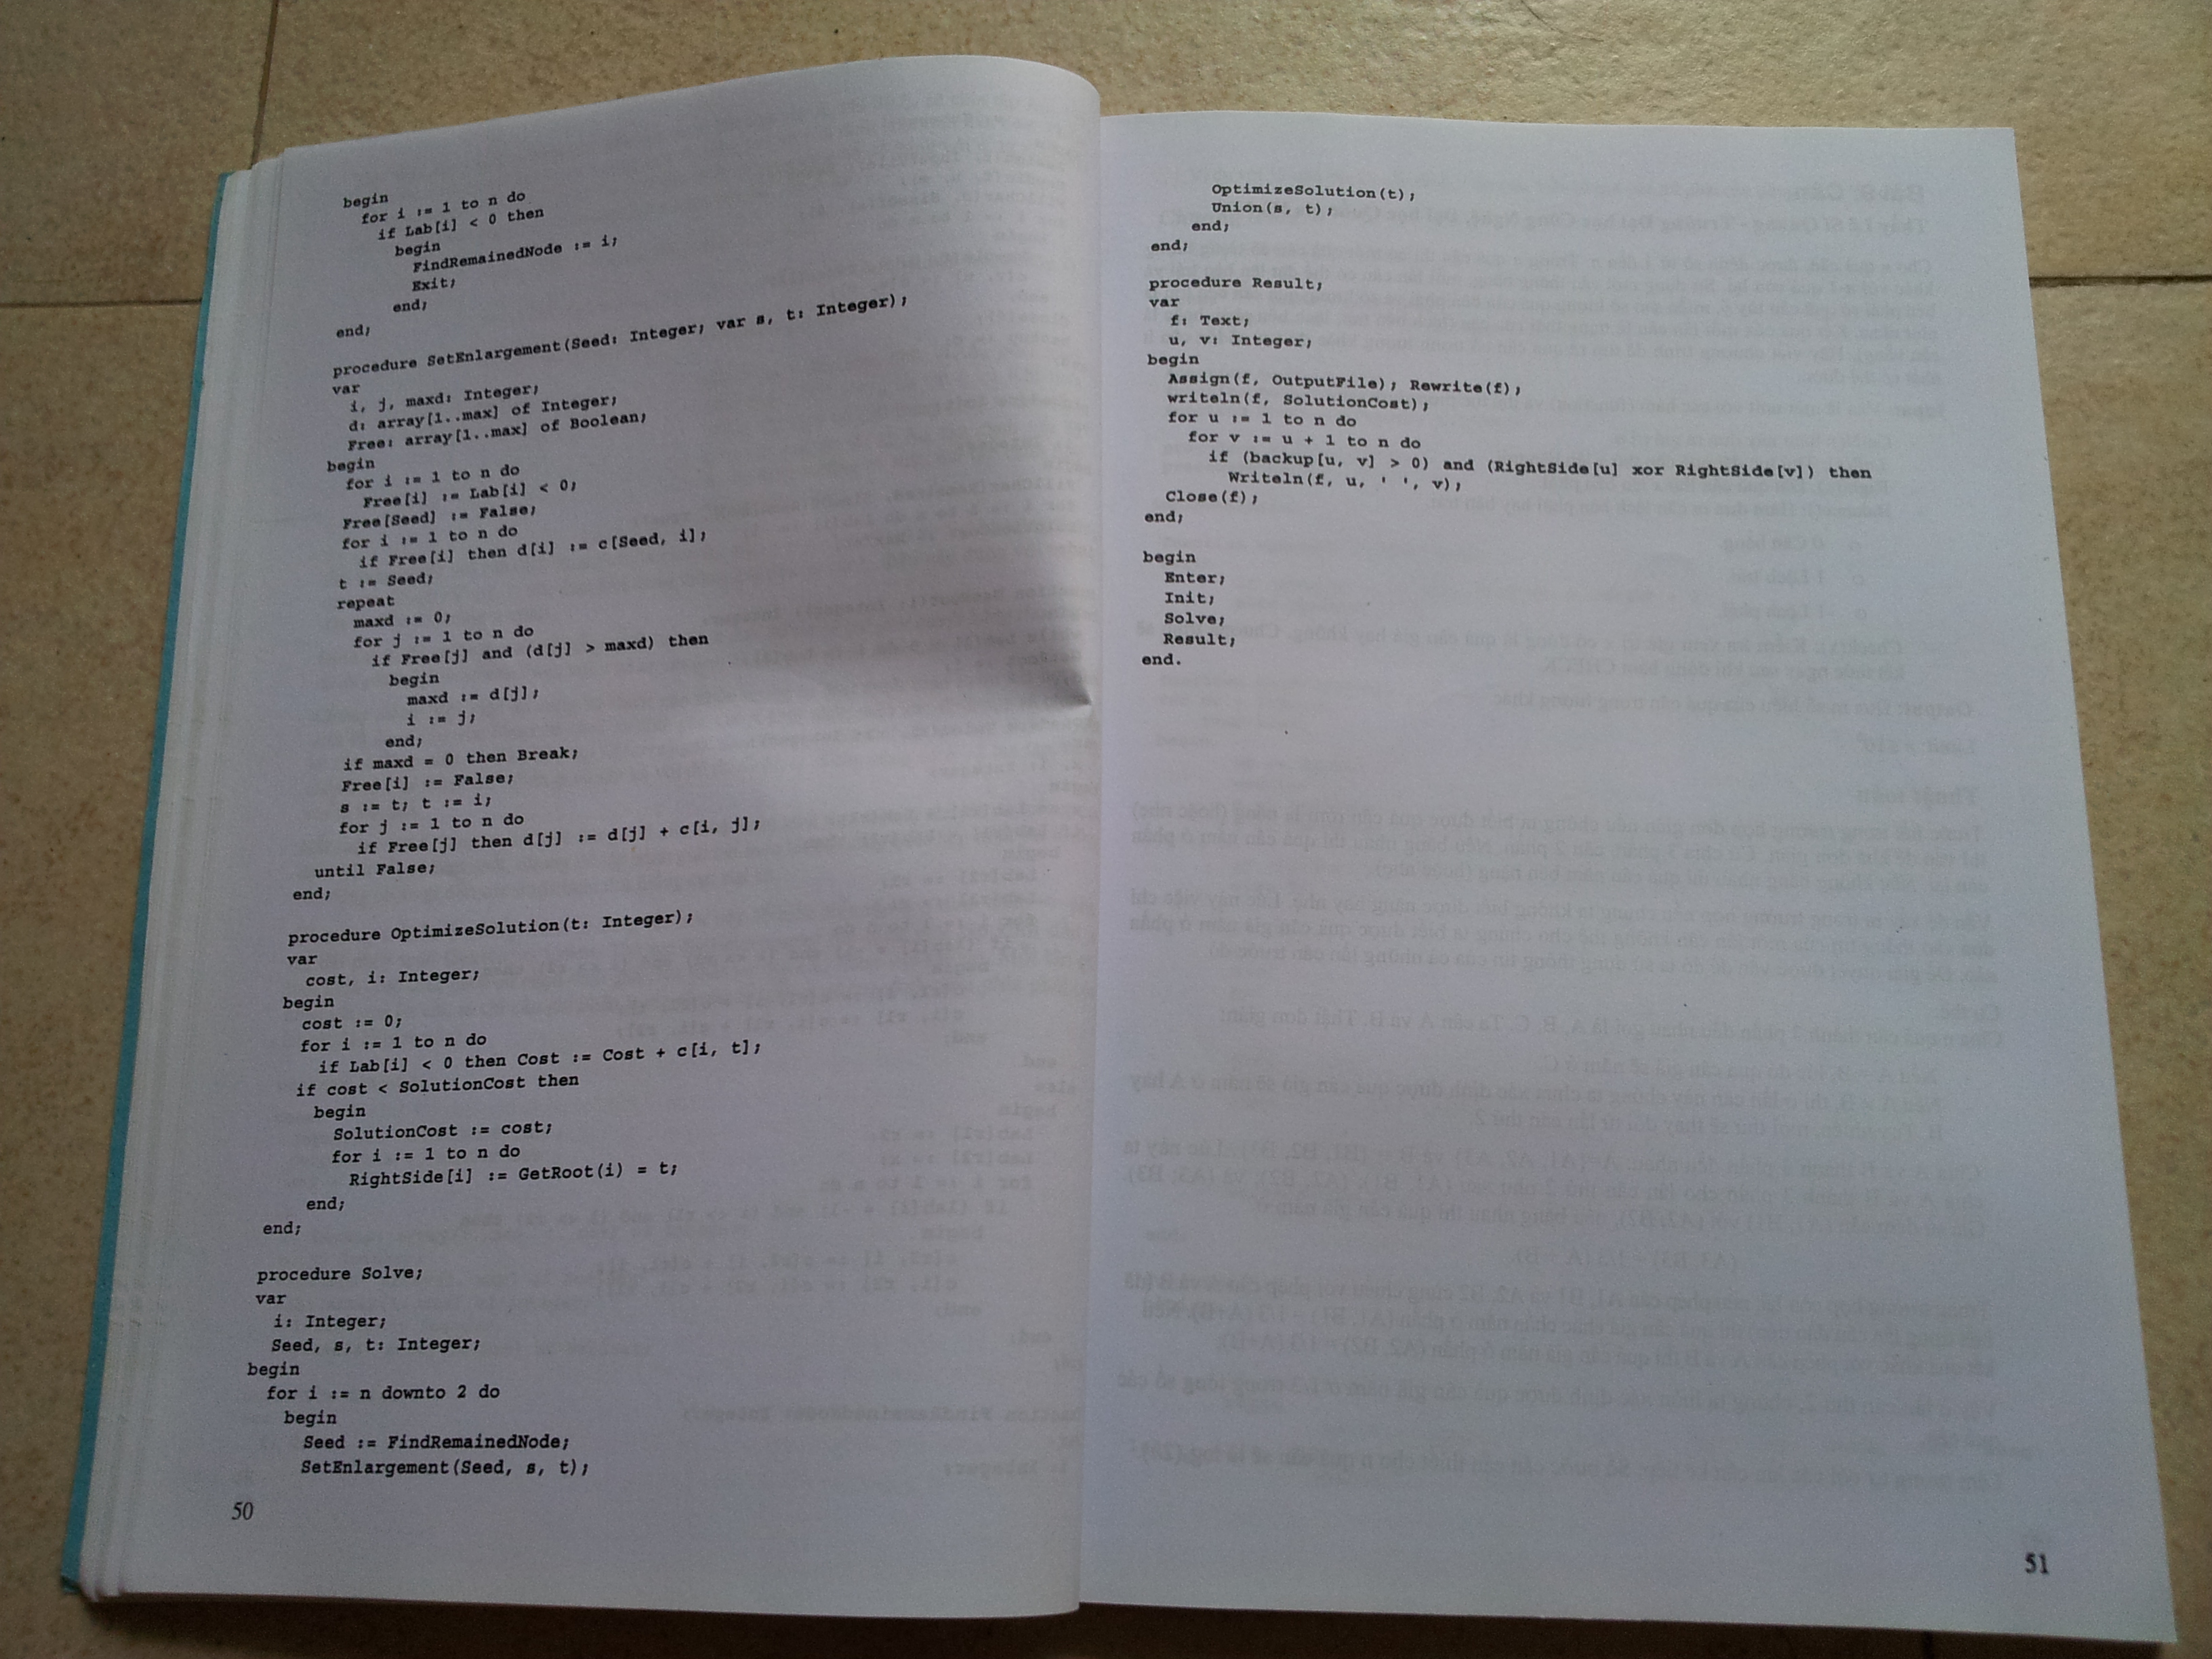 begin
for i := 1 to n do
if Lab[i] < 0 then
begin
FindRemainedNode := i;
Exit;
end;
end;
procedure SetEnlargement(Seed: Integer; var s, t: Integer);
var
i, j, maxd: Integer;
d: array[1..max] of Integer;
Free: array[1..max] of Boolean;
begin
for i := 1 to n do
Free[i] := Lab[i] < 0;
Free[Seed] := False;
for i := 1 to n do
if Free[i] then d[i] := c[Seed, i];
t := Seed;
repeat
maxd := 0;
for j := 1 to n do
if Free[j] and (d[j] > maxd) then
begin
maxd := d[j];
i := j;
end;
if maxd = 0 then Break;
Free[i] := False;
s := t; t := i;
for j := 1 to n do
if Free[j] then d[j] := d[j] + c[i, j];
until False;
end;
procedure OptimizeSolution(t: Integer);
var
cost, i: Integer;
begin
cost := 0;
for i := 1 to n do
if Lab[i] < 0 then Cost := Cost + c[i, t];
if cost < SolutionCost then
begin
SolutionCost := cost;
for i := 1 to n do
RightSide[i] := GetRoot(i) = t;
end;
end;
procedure Solve;
var
i: Integer;
Seed, s, t: Integer;
begin
for i := n downto 2 do
begin
Seed := FindRemainedNode;
SetEnlargement(Seed, s, t);
50
OptimizeSolution(t);
Union(s, t);
end;
end;
procedure Result;
var
f: Text;
u, v: Integer;
begin
Assign(f, OutputFile); Rewrite(f);
writeln(f, SolutionCost);
for u := 1 to n do
for v := u + 1 to n do
if (backup[u, v] > 0) and (RightSide[u] xor RightSide[v]) then
Writeln(f, u, ' ', v);
Close(f);
end;
begin
Enter;
Init;
Solve;
Result;
end.
51